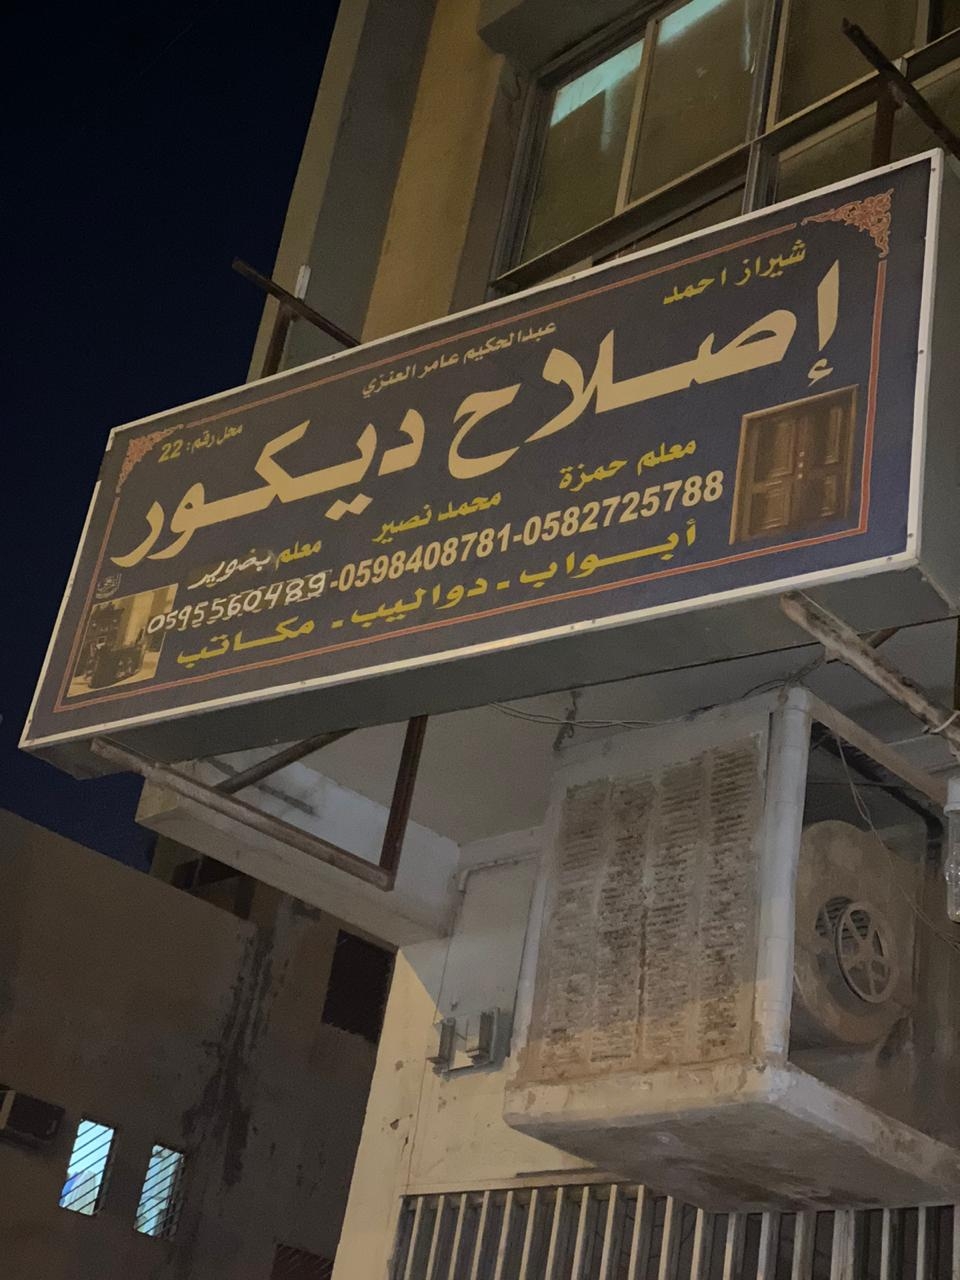 شيراز احمد
عبدالحكيم عامر العنزي
محل رقم: 22
إصلاح ديكور
معلم حمزة محمد نصير معلم بضوير
0595560489-0598408781-0582725788
أبواب - دواليب - مكاتب